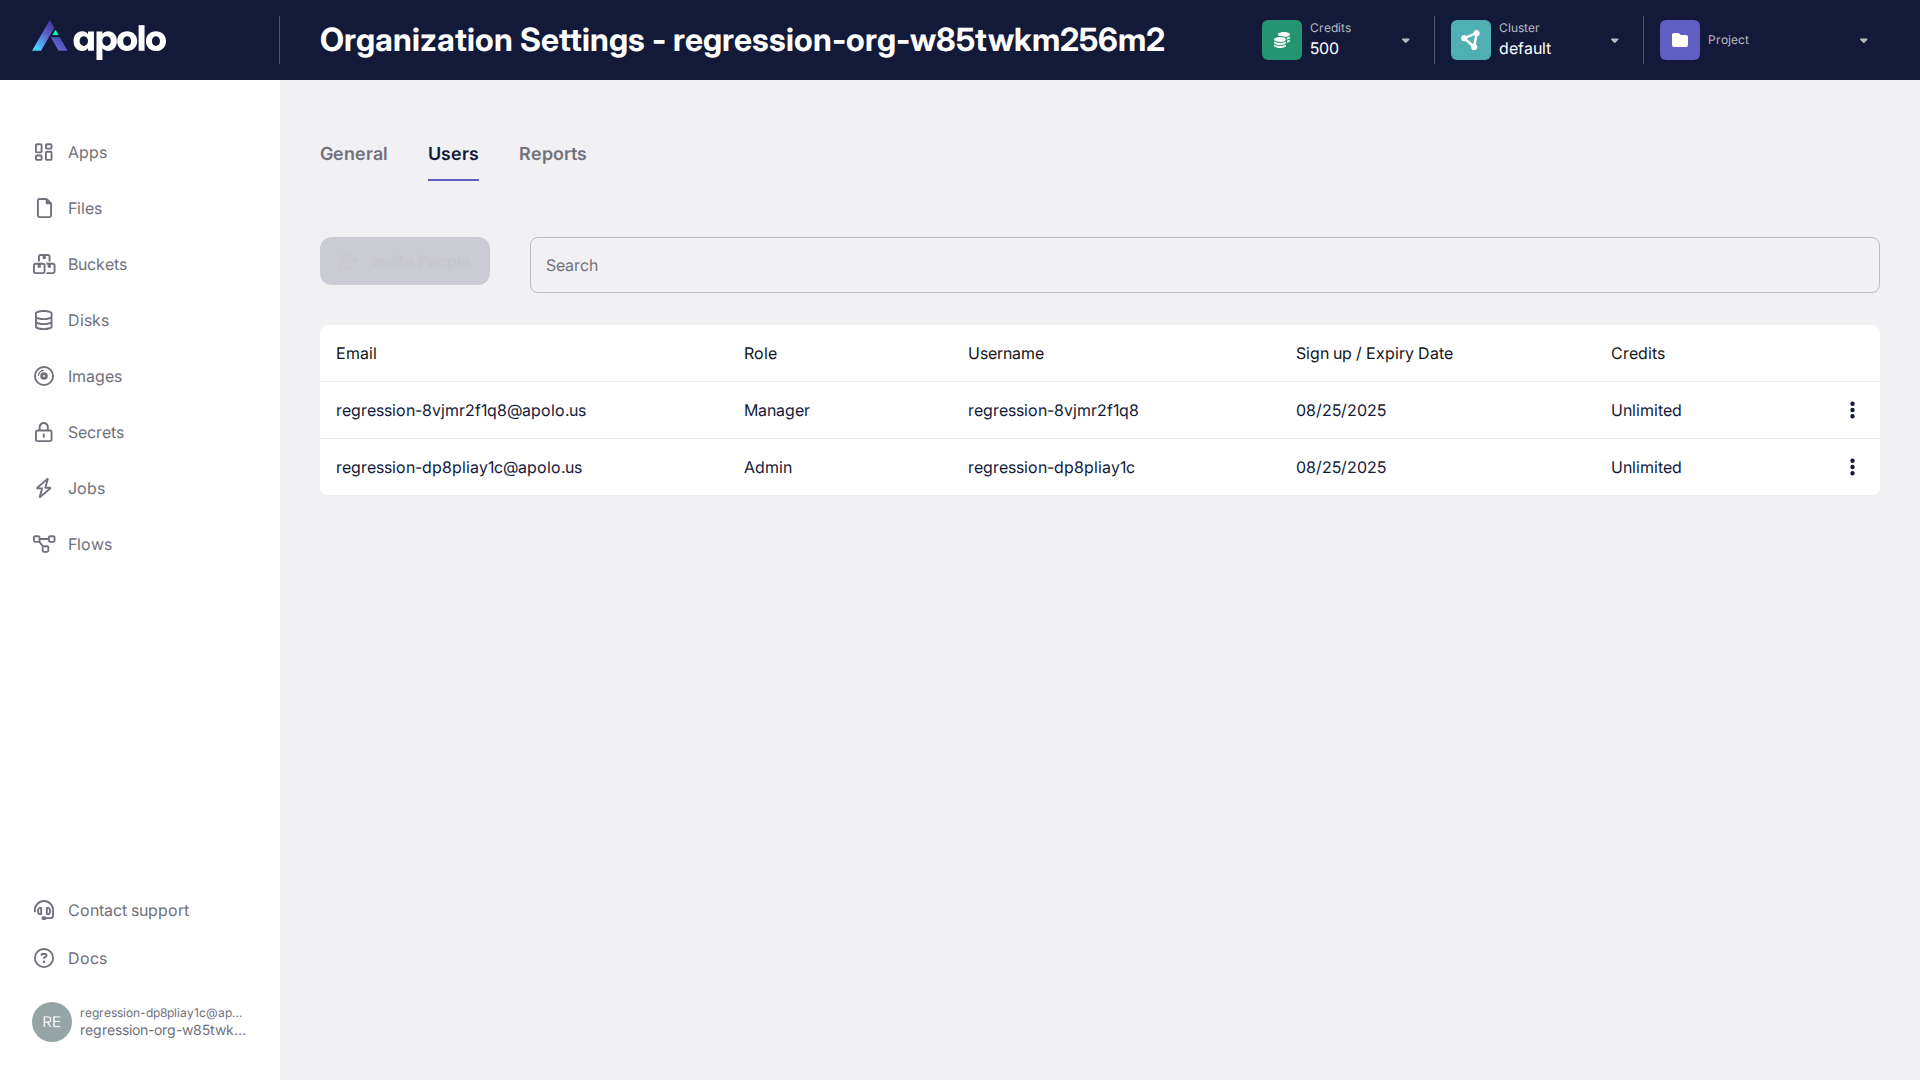 apolo
Organization Settings - regression-org-w85twkm256m2
Credits
500
Cluster
default
Project
Apps
Files
Buckets
Disks
Images
Secrets
Jobs
Flows
General Users Reports
Invite People
Search
Email Role Username Sign up / Expiry Date Credits
regression-8vjmr2f1q8@apolo.us Manager regression-8vjmr2f1q8 08/25/2025 Unlimited
regression-dp8pliay1c@apolo.us Admin regression-dp8pliay1c 08/25/2025 Unlimited
Contact support
Docs
RE
regression-dp8pliay1c@ap...
regression-org-w85twk...